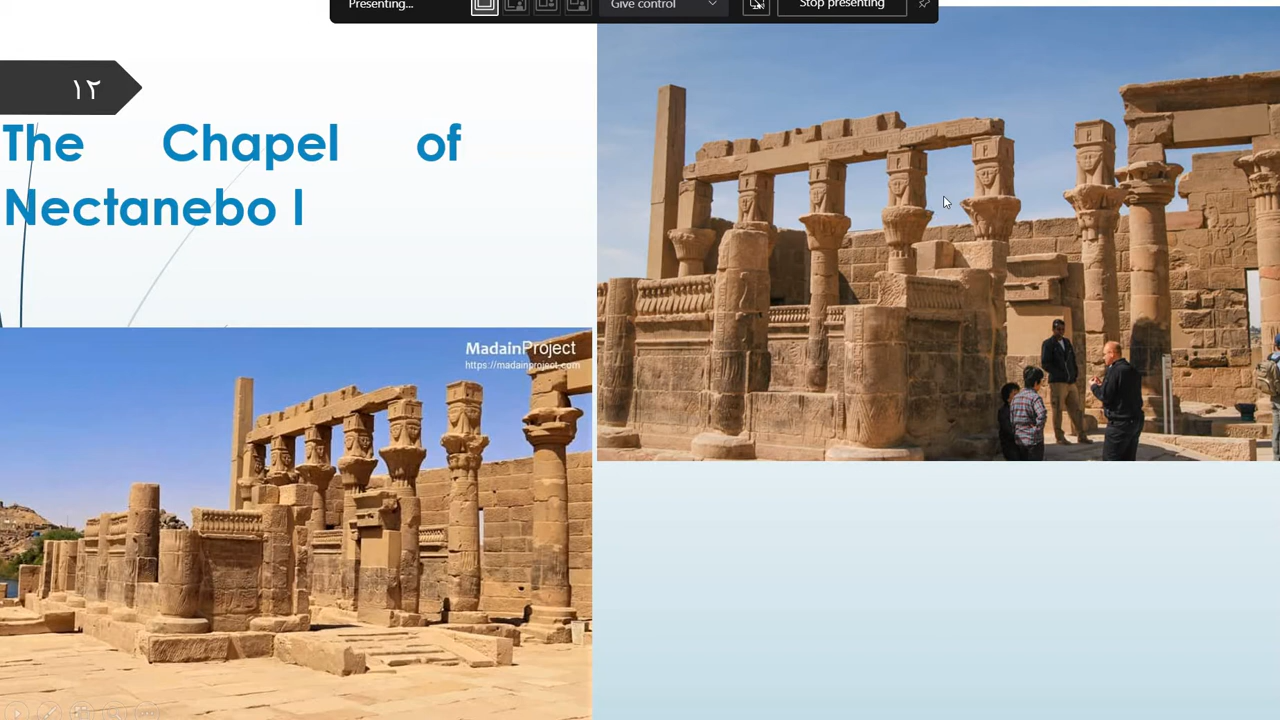 Presenting...
Give control
Stop presenting
١٢
The Chapel of
Nectanebo I
MadainProject
https://madainproject.com